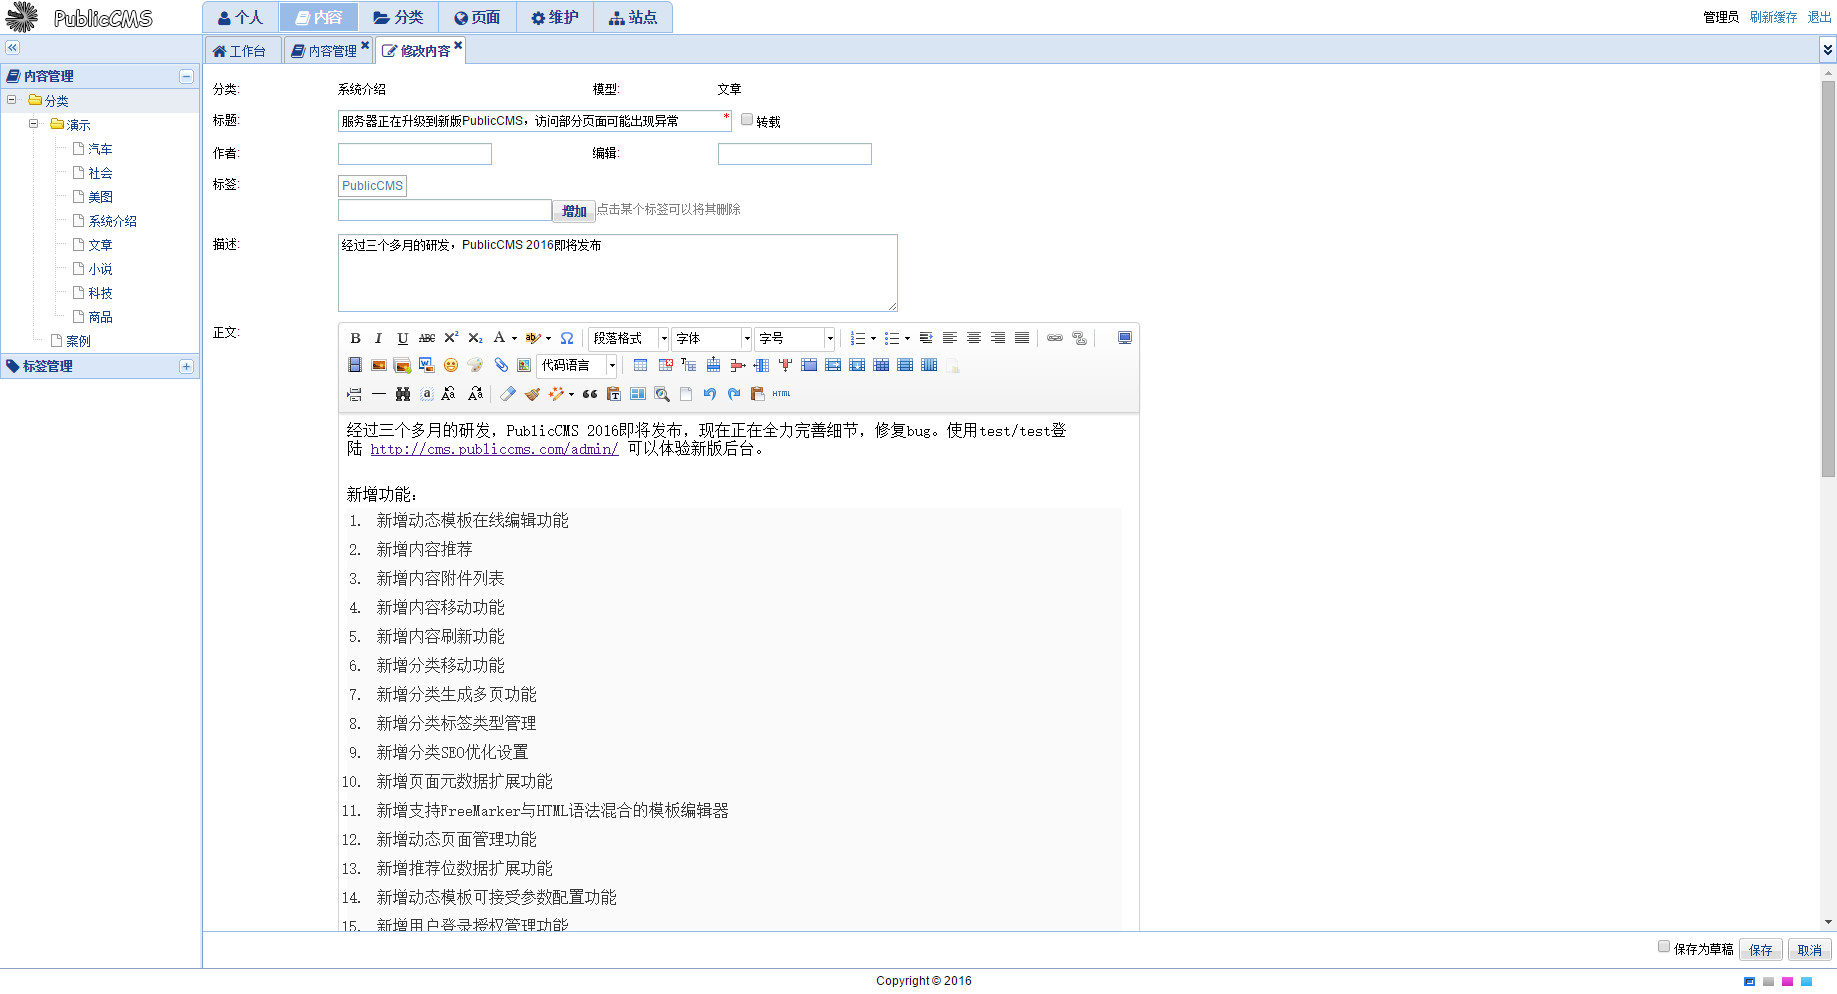 PublicCMS
个人 内容 分类 页面 维护 站点
管理员 刷新缓存 退出
工作台 内容管理 修改内容
内容管理
分类
演示
汽车
社会
美图
系统介绍
文章
小说
科技
商品
案例
标签管理
分类: 系统介绍 模型: 文章
标题: 服务器正在升级到新版PublicCMS，访问部分页面可能出现异常 * 转载
作者: 编辑:
标签: PublicCMS
增加 点击某个标签可以将其删除
描述: 经过三个多月的研发，PublicCMS 2016即将发布
正文:
B I U ABC X² X₂ A ab Ω 段落格式 字体 字号
代码语言
HTML
经过三个多月的研发，PublicCMS 2016即将发布，现在正在全力完善细节，修复bug。使用test/test登
陆 http://cms.publiccms.com/admin/ 可以体验新版后台。
新增功能：
1. 新增动态模板在线编辑功能
2. 新增内容推荐
3. 新增内容附件列表
4. 新增内容移动功能
5. 新增内容刷新功能
6. 新增分类移动功能
7. 新增分类生成多页功能
8. 新增分类标签类型管理
9. 新增分类SEO优化设置
10. 新增页面元数据扩展功能
11. 新增支持FreeMarker与HTML语法混合的模板编辑器
12. 新增动态页面管理功能
13. 新增推荐位数据扩展功能
14. 新增动态模板可接受参数配置功能
15. 新增用户登录授权管理功能
保存为草稿 保存 取消
Copyright © 2016